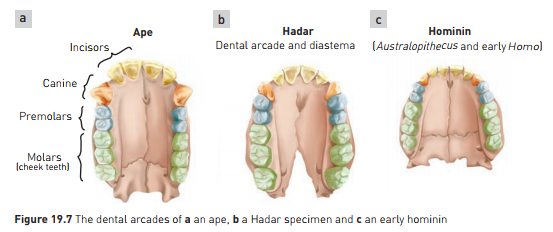 a
Ape
Incisors
Canine
Premolars
Molars
(cheek teeth)
b
Hadar
Dental arcade and diastema
c
Hominin
(Australopithecus and early Homo)
Figure 19.7 The dental arcades of a an ape, b a Hadar specimen and c an early hominin